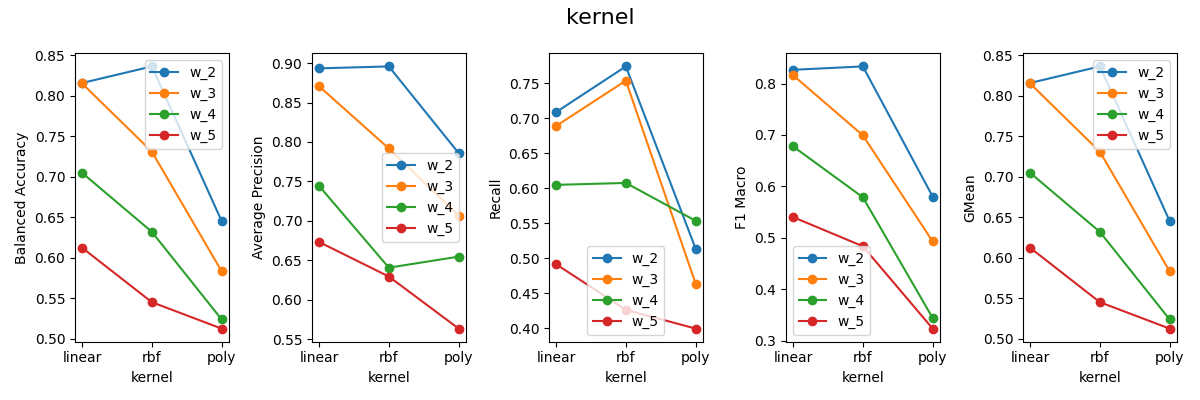 kernel
Balanced Accuracy
0.85
0.80
0.75
0.70
0.65
0.60
0.55
0.50
linear rbf poly
kernel
w_2
w_3
w_4
w_5
Average Precision
0.90
0.85
0.80
0.75
0.70
0.65
0.60
0.55
linear rbf poly
kernel
w_2
w_3
w_4
w_5
Recall
0.75
0.70
0.65
0.60
0.55
0.50
0.45
0.40
linear rbf poly
kernel
w_2
w_3
w_4
w_5
F1 Macro
0.8
0.7
0.6
0.5
0.4
0.3
linear rbf poly
kernel
w_2
w_3
w_4
w_5
GMean
0.85
0.80
0.75
0.70
0.65
0.60
0.55
0.50
linear rbf poly
kernel
w_2
w_3
w_4
w_5